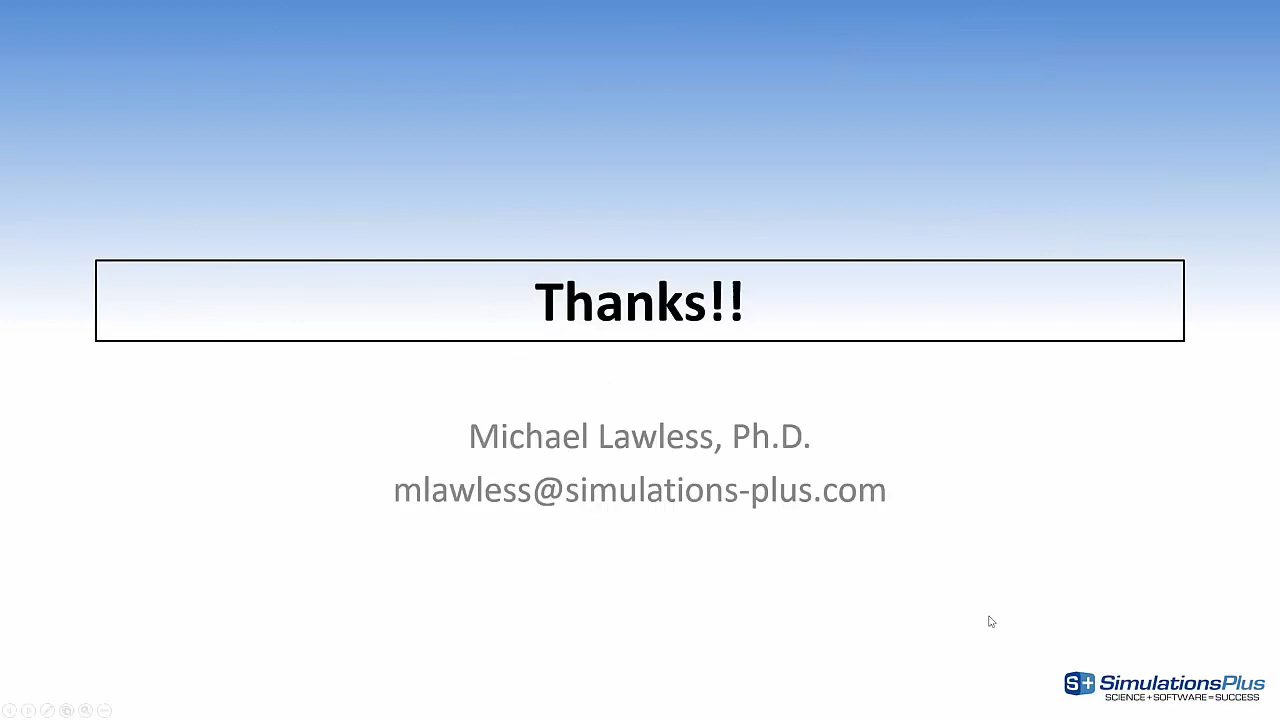 Thanks!!
Michael Lawless, Ph.D.
mlawless@simulations-plus.com
S+ SimulationsPlus
SCIENCE+SOFTWARE=SUCCESS